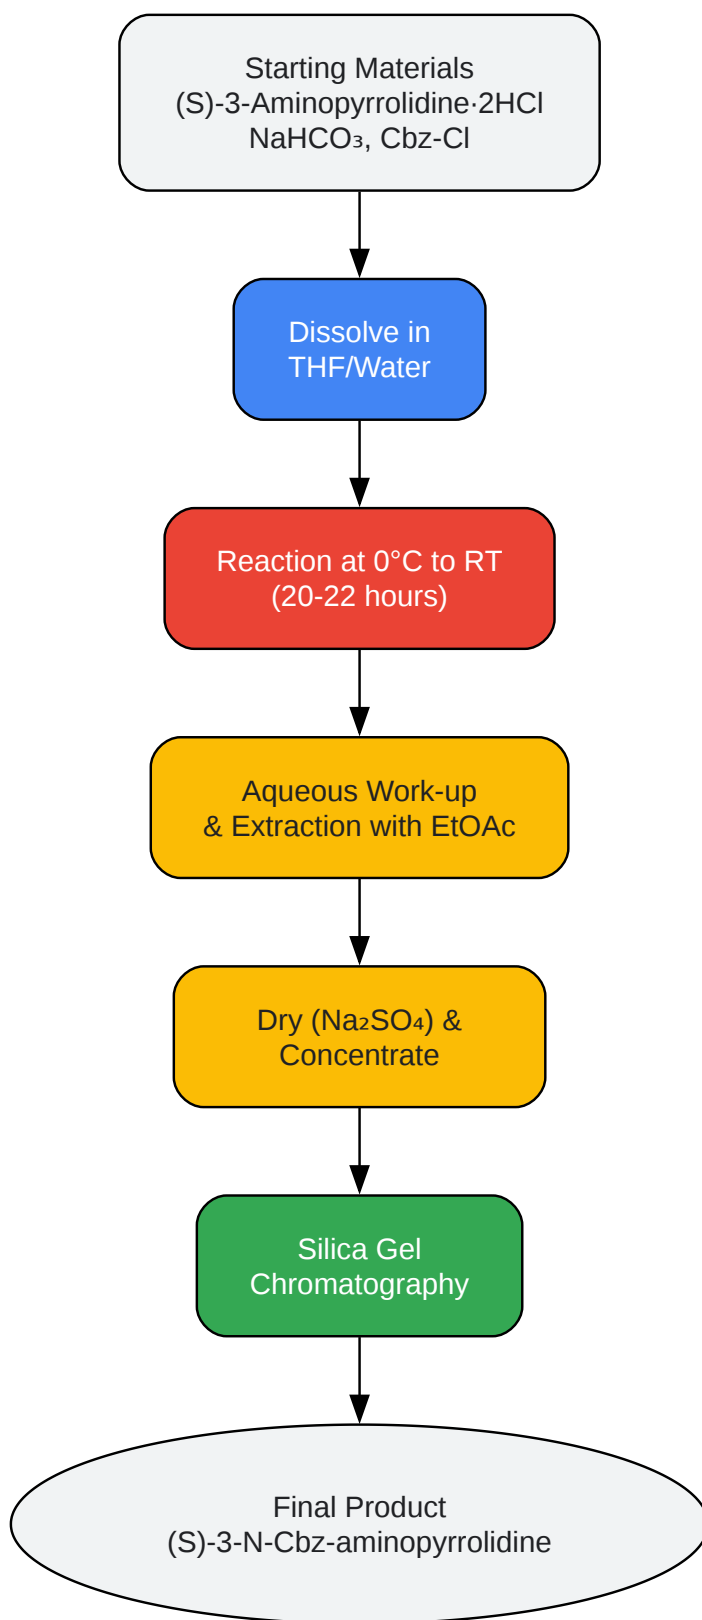 Starting Materials
(S)-3-Aminopyrrolidine·2HCl
NaHCO₃, Cbz-Cl
Dissolve in
THF/Water
Reaction at 0°C to RT
(20-22 hours)
Aqueous Work-up
& Extraction with EtOAc
Dry (Na₂SO₄) &
Concentrate
Silica Gel
Chromatography
Final Product
(S)-3-N-Cbz-aminopyrrolidine